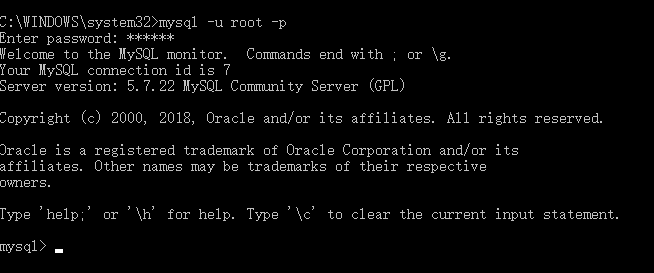 C:\WINDOWS\system32>mysql -u root -p
Enter password: ******
Welcome to the MySQL monitor.  Commands end with ; or \g.
Your MySQL connection id is 7
Server version: 5.7.22 MySQL Community Server (GPL)
Copyright (c) 2000, 2018, Oracle and/or its affiliates. All rights reserved.
Oracle is a registered trademark of Oracle Corporation and/or its
affiliates. Other names may be trademarks of their respective
owners.
Type 'help;' or '\h' for help. Type '\c' to clear the current input statement.
mysql> _